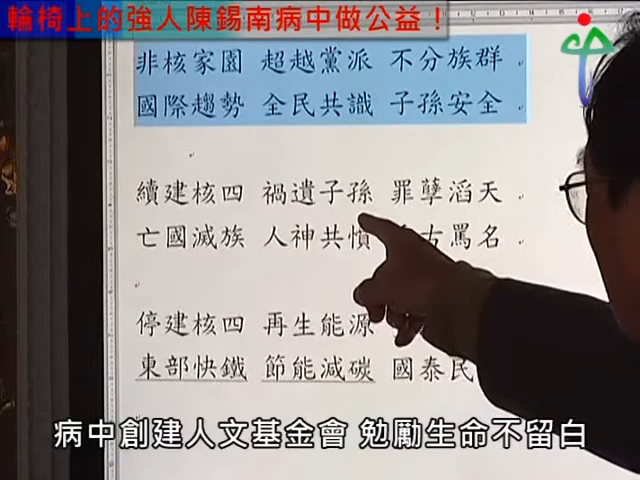 輪椅上的強人陳錫南病中做公益！
非核家園 超越黨派 不分族群
國際趨勢 全民共識 子孫安全
續建核四 禍遺子孫 罪孽滔天
亡國滅族 人神共憤 古罵名
停建核四 再生能源
東部快鐵 節能減碳 國泰民
病中創建人文基金會 勉勵生命不留白